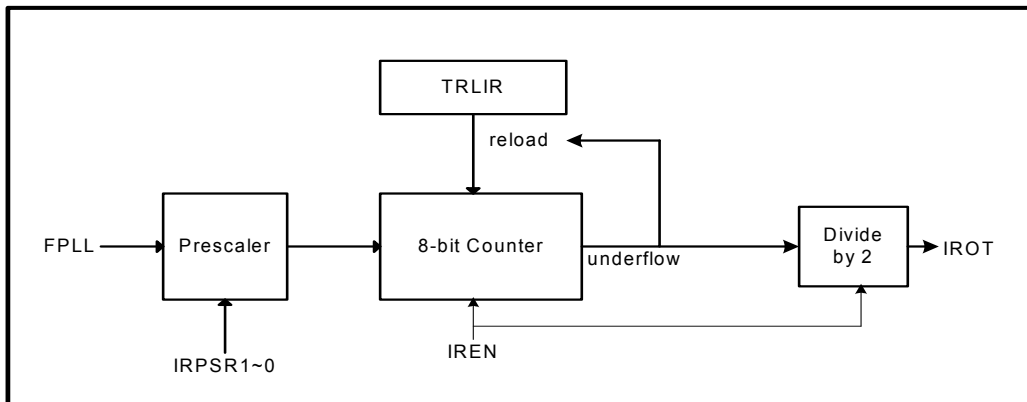 TRLIR
reload
FPLL
Prescaler
8-bit Counter
underflow
Divide
by 2
IROT
IREN
IRPSR1~0